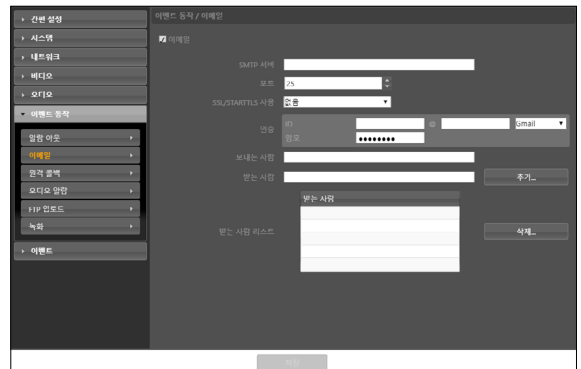 간편 설정
시스템
네트워크
비디오
오디오
이벤트 동작
알람 아웃
이메일
원격 콜백
오디오 알람
FTP 업로드
녹화
이벤트
이벤트 동작 / 이메일
이메일
SMTP 서버
포트 25
SSL/STARTTLS 사용 없음
인증 ID @ Gmail
암호 ••••••••
보내는 사람
받는 사람 추가...
받는 사람
받는 사람 리스트 삭제...